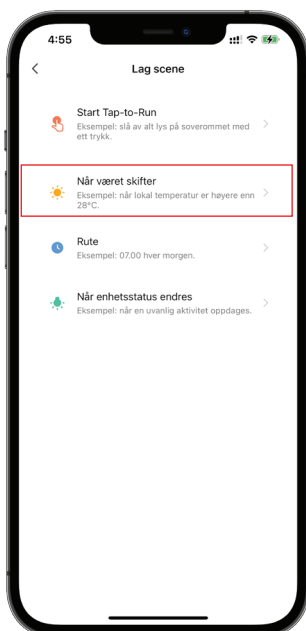 4:55
Lag scene
Start Tap-to-Run
Eksempel: slå av alt lys på soverommet med
ett trykk.
Når været skifter
Eksempel: når lokal temperatur er høyere enn
28°C.
Rute
Eksempel: 07.00 hver morgen.
Når enhetsstatus endres
Eksempel: når en uvanlig aktivitet oppdages.